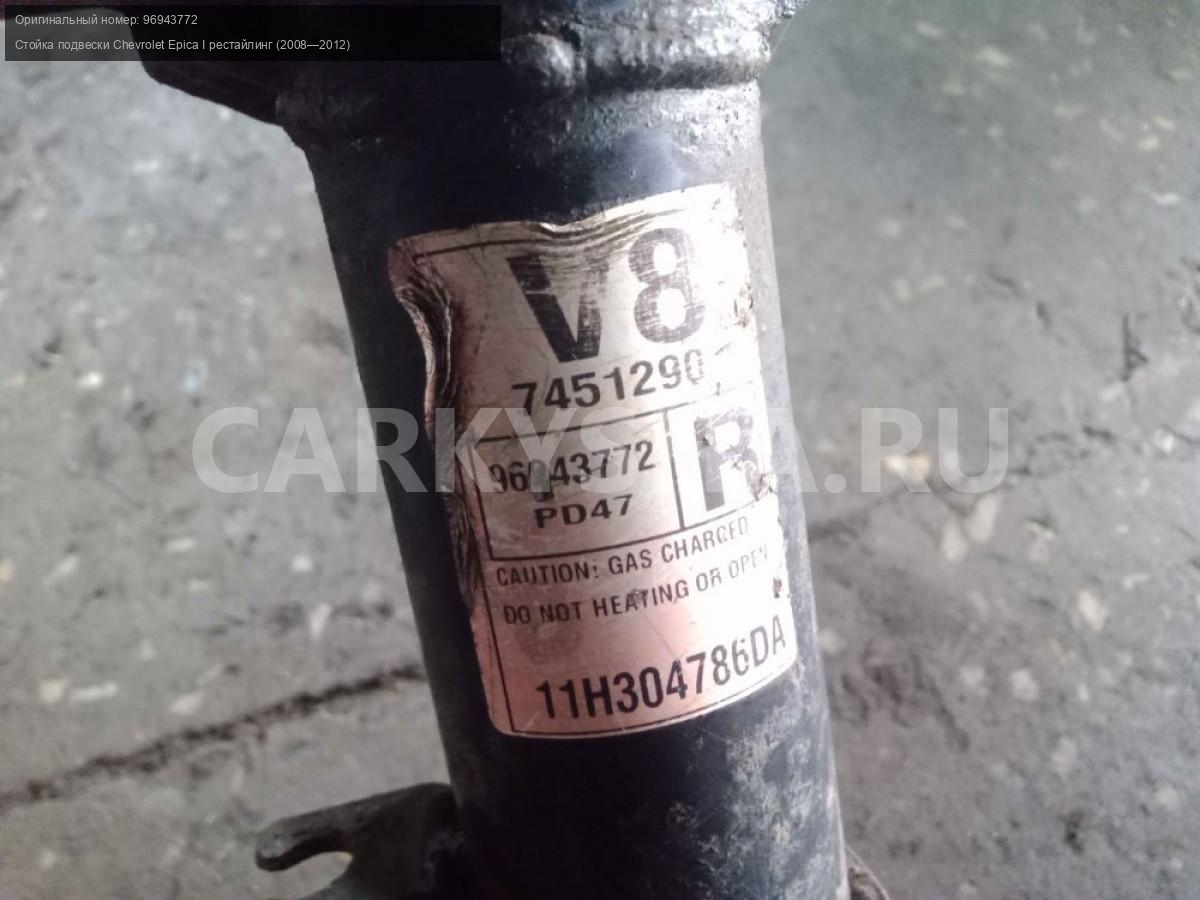 Оригинальный номер: 96943772
Стойка подвески Chevrolet Epica I рестайлинг (2008—2012)
V8
7451290
96943772
R
PD47
CAUTION: GAS CHARGED
DO NOT HEATING OR OPEN
11H304786DA
CARKYSTA.RU